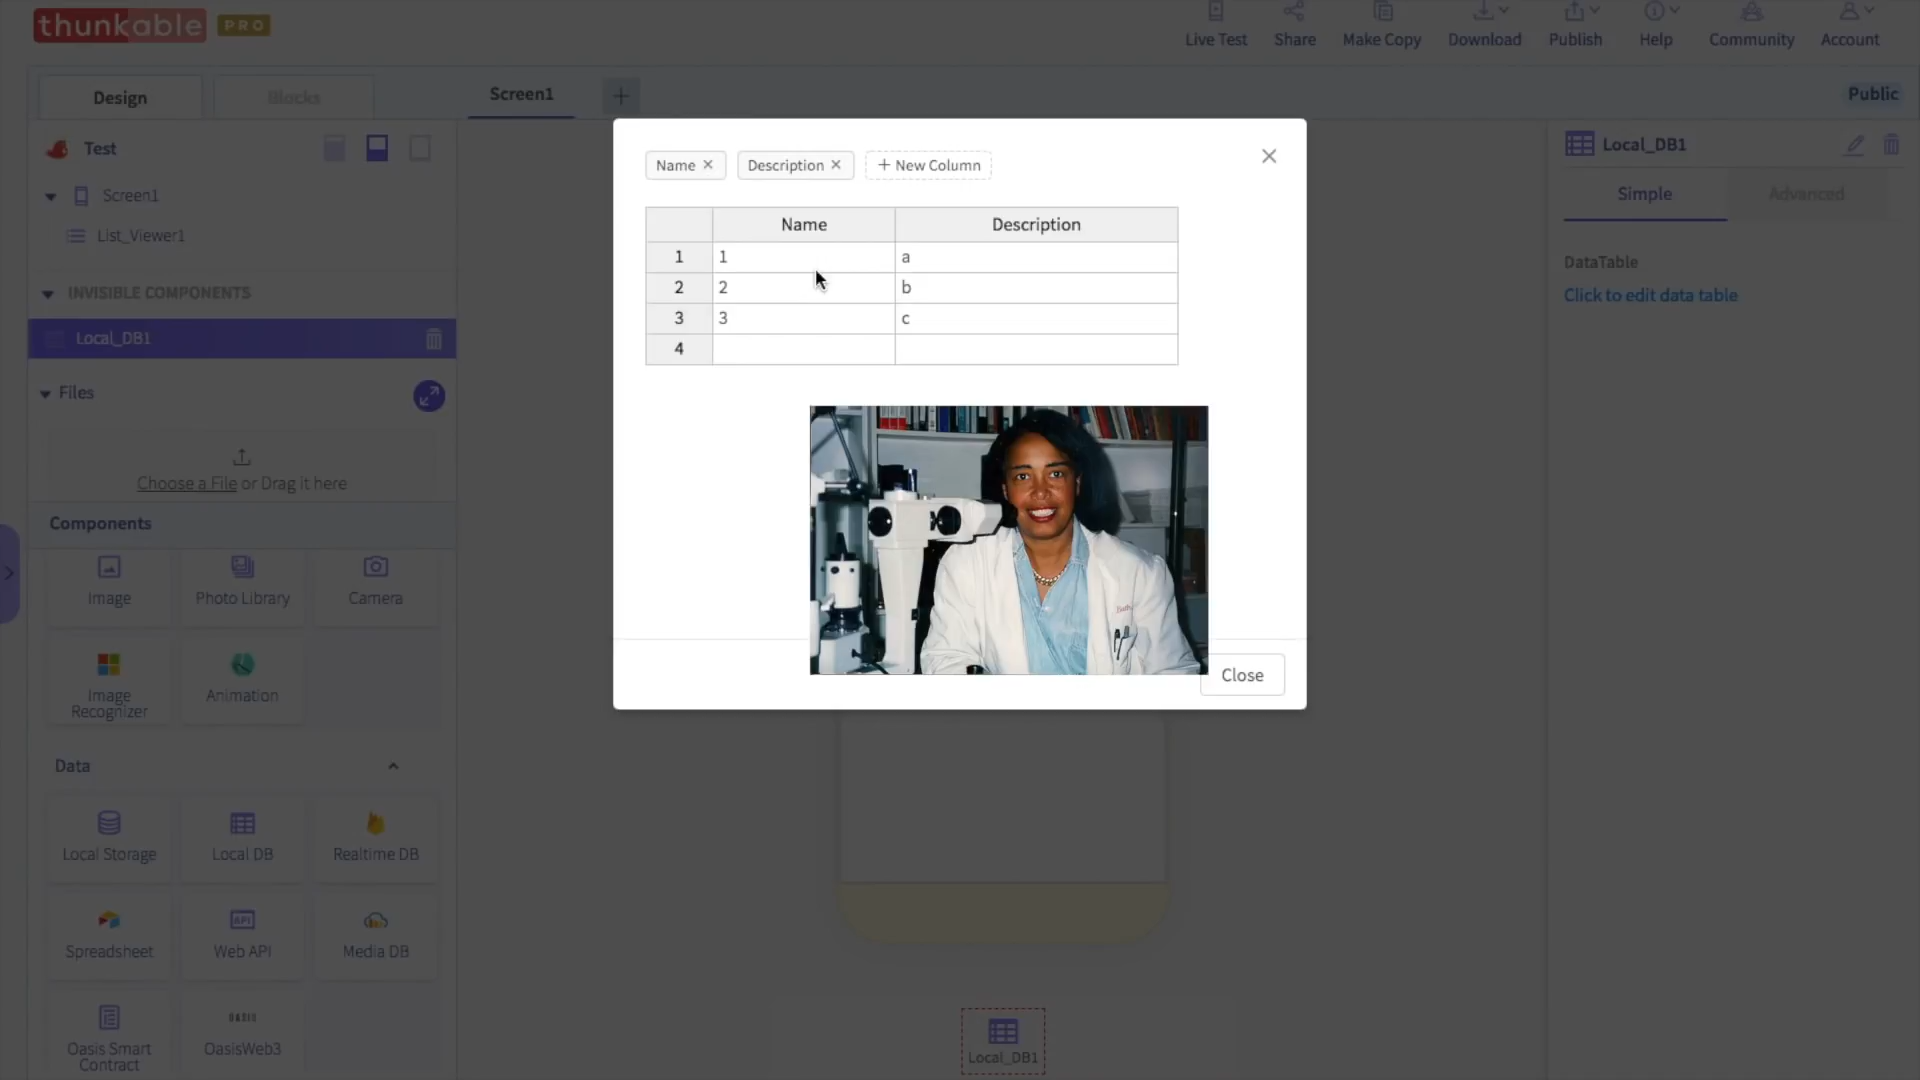 thunkable PRO
Live Test
Share
Make Copy
Download
Publish
Help
Community
Account
Design
Blocks
Screen1
Public
Test
Screen1
List_Viewer1
INVISIBLE COMPONENTS
Local_DB1
Files
Choose a File or Drag it here
Components
Image
Photo Library
Camera
Image
Recognizer
Animation
Data
Local Storage
Local DB
Realtime DB
Spreadsheet
API
Web API
Media DB
Oasis Smart
Contract
OASIS
OasisWeb3
Name
Description
New Column
Name Description
1 1 a
2 2 b
3 3 c
4
Close
Local_DB1
Local_DB1
Simple
Advanced
DataTable
Click to edit data table